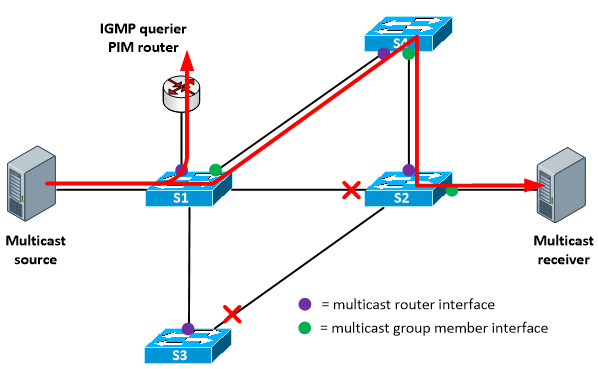 IGMP querier
PIM router
S4
S1
S2
Multicast
source
Multicast
receiver
= multicast router interface
= multicast group member interface
S3